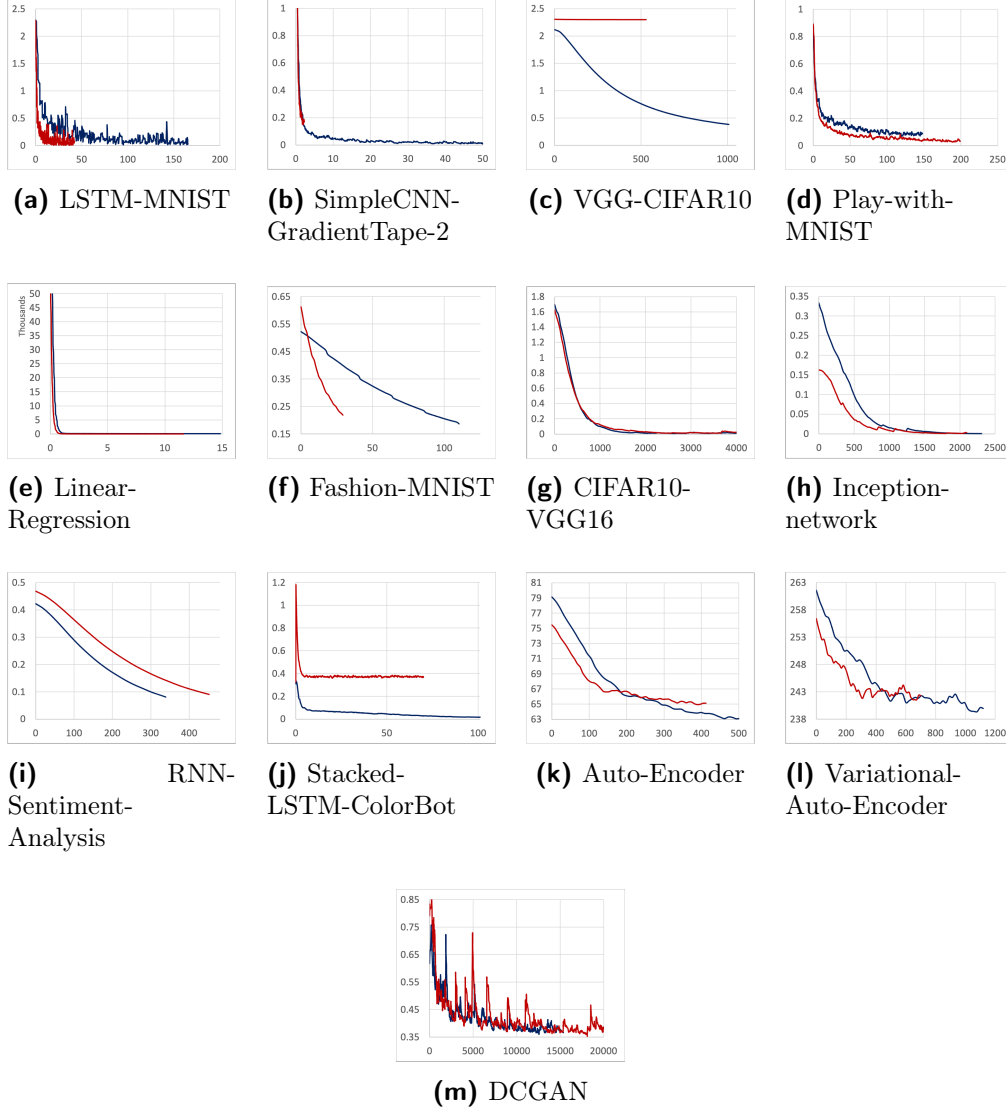 2.5
2
1.5
1
0.5
0
0 50 100 150 200
(a) LSTM-MNIST
1
0.8
0.6
0.4
0.2
0
0 10 20 30 40 50
(b) SimpleCNN-
GradientTape-2
2.5
2
1.5
1
0.5
0
0 500 1000
(c) VGG-CIFAR10
1
0.8
0.6
0.4
0.2
0
0 50 100 150 200 250
(d) Play-with-
MNIST
Thousands
50
45
40
35
30
25
20
15
10
5
0
0 5 10 15
(e) Linear-
Regression
0.65
0.55
0.45
0.35
0.25
0.15
0 50 100
(f) Fashion-MNIST
1.8
1.6
1.4
1.2
1
0.8
0.6
0.4
0.2
0
0 1000 2000 3000 4000
(g) CIFAR10-
VGG16
0.35
0.3
0.25
0.2
0.15
0.1
0.05
0
0 500 1000 1500 2000 2500
(h) Inception-
network
0.5
0.4
0.3
0.2
0.1
0
0 100 200 300 400
(i) RNN-
Sentiment-
Analysis
1.2
1
0.8
0.6
0.4
0.2
0
0 50 100
(j) Stacked-
LSTM-ColorBot
81
79
77
75
73
71
69
67
65
63
0 100 200 300 400 500
(k) Auto-Encoder
263
258
253
248
243
238
0 200 400 600 800 1000 1200
(l) Variational-
Auto-Encoder
0.85
0.75
0.65
0.55
0.45
0.35
0 5000 10000 15000 20000
(m) DCGAN